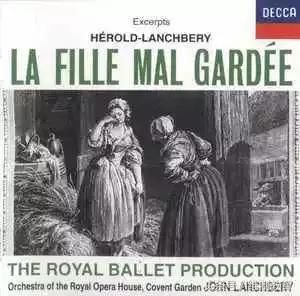 DECCA
Excerpts
HÉROLD-LANCHBERY
LA FILLE MAL GARDÉE
THE ROYAL BALLET PRODUCTION
Orchestra of the Royal Opera House, Covent Garden JOHN LANCHBERY